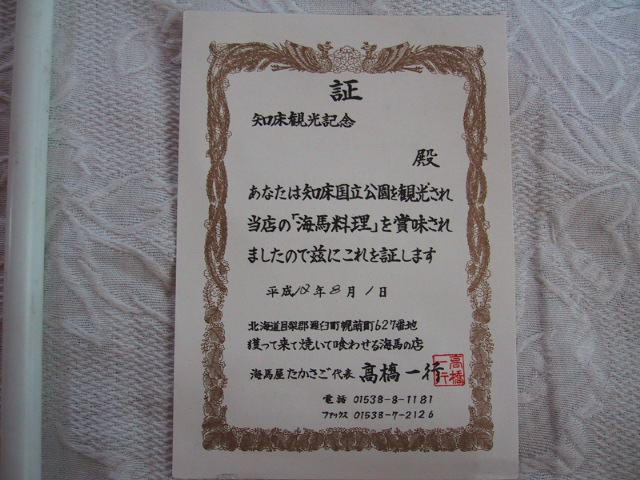 証
知床観光記念
殿
あなたは知床国立公園を観光され
当店の「海馬料理」を賞味され
ましたので玆にこれを証します
平成12年8月1日
北海道目梨郡羅臼町幌萌町627番地
獲って来て焼いて喰わせる海馬の店
海馬屋 たかさご 代表 高橋 一行
高橋一行
電話 01538-8-1181
ファックス 01538-7-2126